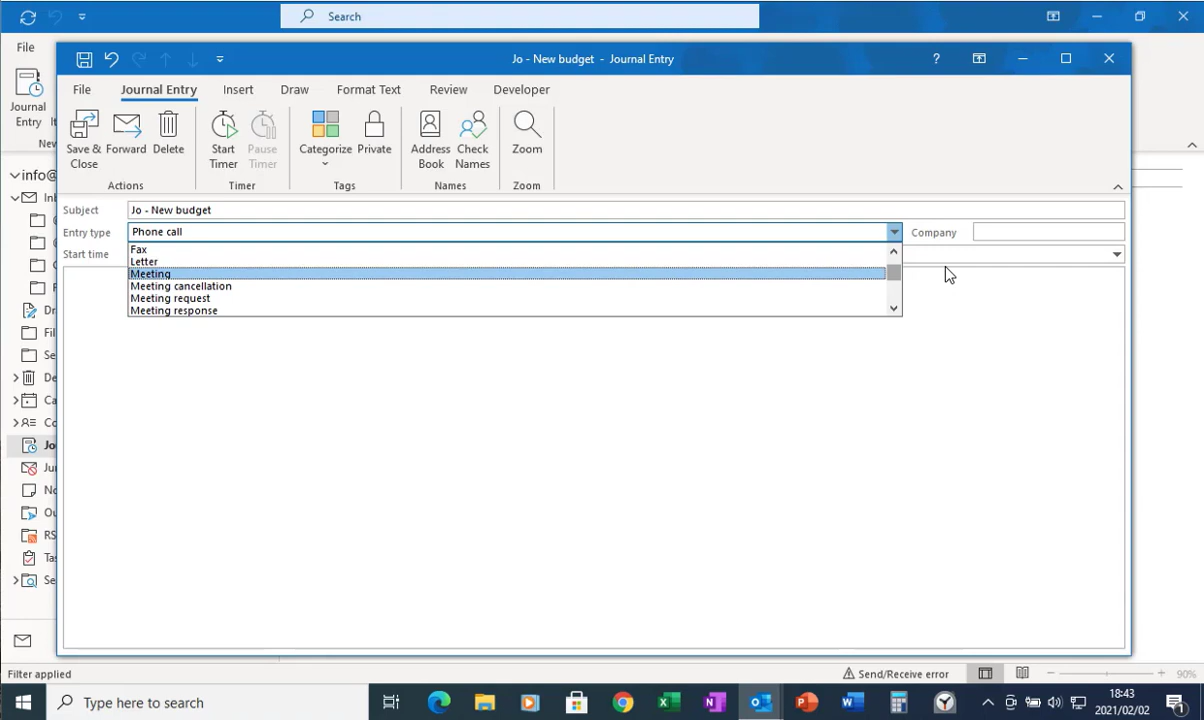 Search
File
Jo - New budget - Journal Entry
?
File
Journal Entry
Insert
Draw
Format Text
Review
Developer
Journal
Entry
Save &
Close
Forward
Delete
Start
Timer
Pause
Timer
Categorize
Private
Address
Book
Check
Names
Zoom
Actions
Timer
Tags
Names
Zoom
info@
Subject
Jo - New budget
Entry type
Phone call
Company
Start time
Fax
Letter
Meeting
Meeting cancellation
Meeting request
Meeting response
Filter applied
Send/Receive error
90%
Type here to search
18:43
2021/02/02
1